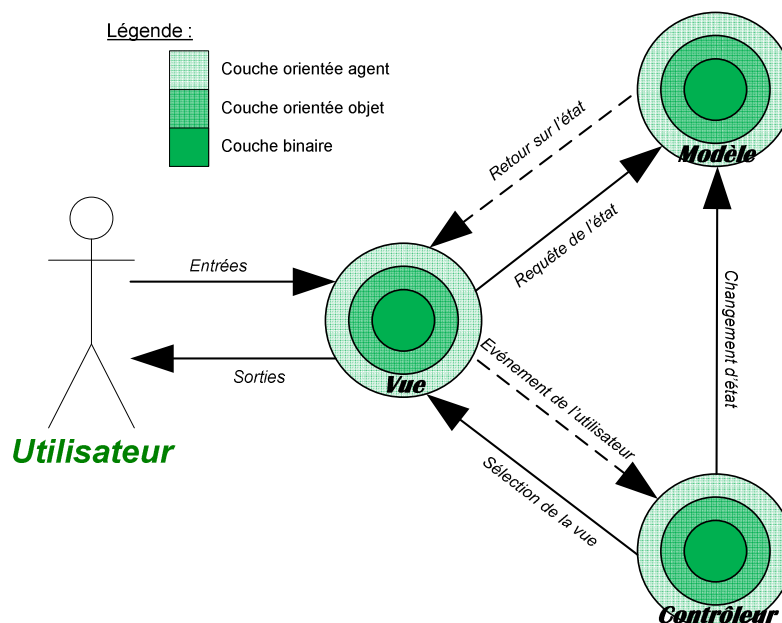 Légende :
Couche orientée agent
Couche orientée objet
Couche binaire
Modèle
Retour sur l'état
Requête de l'état
Entrées
Sorties
Vue
Changement d'état
Evénement de l'utilisateur
Sélection de la vue
Utilisateur
Contrôleur